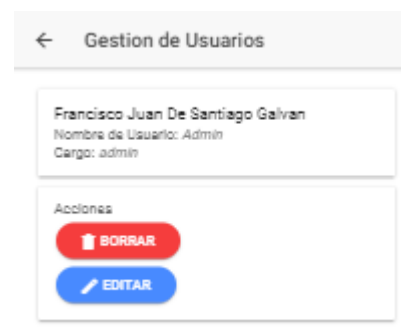 Gestion de Usuarios
Francisco Juan De Santiago Galvan
Nombre de Usuario: Admin
Cargo: admin
Acciones
BORRAR
EDITAR